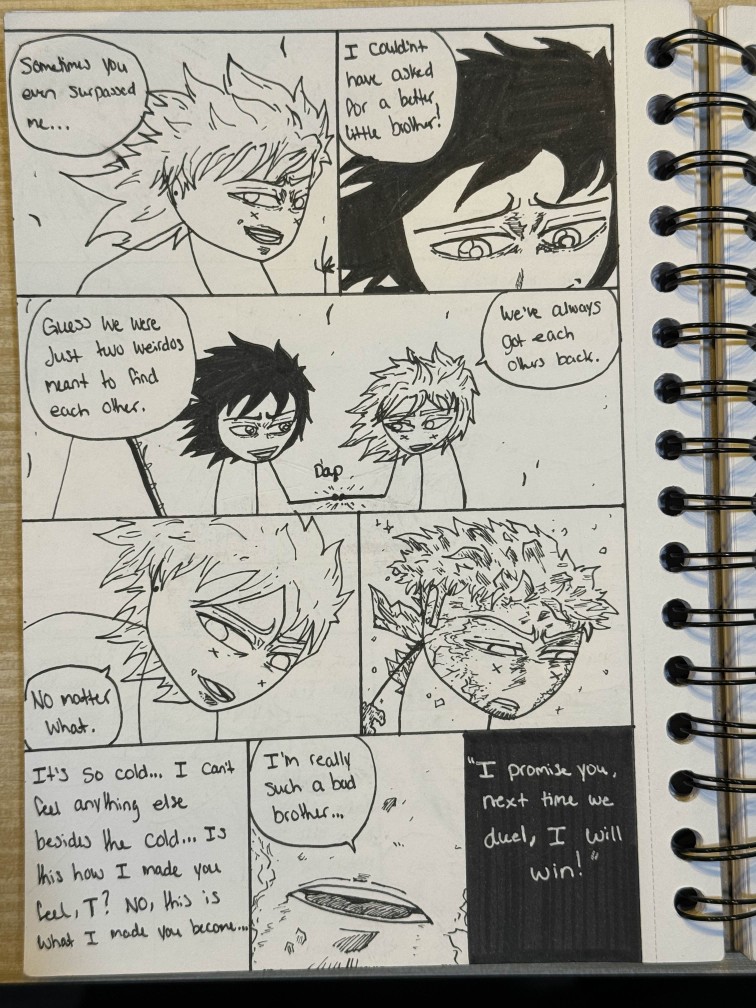 Sometimes you
even surpassed
me...
I Couldn't
have asked
for a better
little brother!
Guess We were
Just two weirdos
meant to find
each other.
We've always
got each
others back.
Dap
No matter
What.
It's so cold... I can't
feel anything else
besides the cold... Is
this how I made you
feel, T? NO, this is
what I made you become...
I'm really
such a bad
brother...
"I promise you,
next time we
duel, I will
win!"